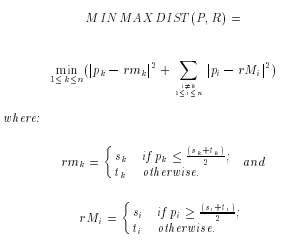 MINMAXDIST(P, R) =
min_{1≤k≤n} (|p_k − rm_k|^2 + ∑_{i≠k, 1≤i≤n} |p_i − rM_i|^2)
where:
rm_k = { s_k if p_k ≤ (s_k+t_k)/2; and
t_k otherwise.
rM_i = { s_i if p_i ≥ (s_i+t_i)/2;
t_i otherwise.